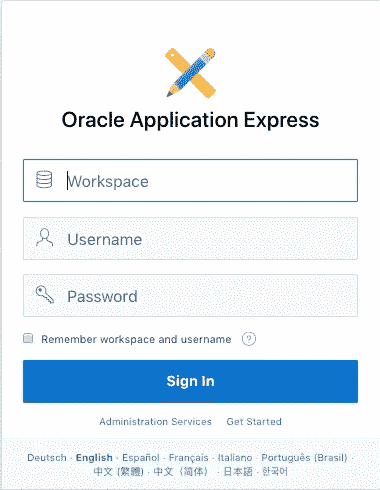 Oracle Application Express
Workspace
Username
Password
Remember workspace and username ?
Sign In
Administration Services Get Started
Deutsch · English · Español · Français · Italiano · Português (Brasil) ·
中文 (繁體) · 中文（简体） · 日本語 · 한국어